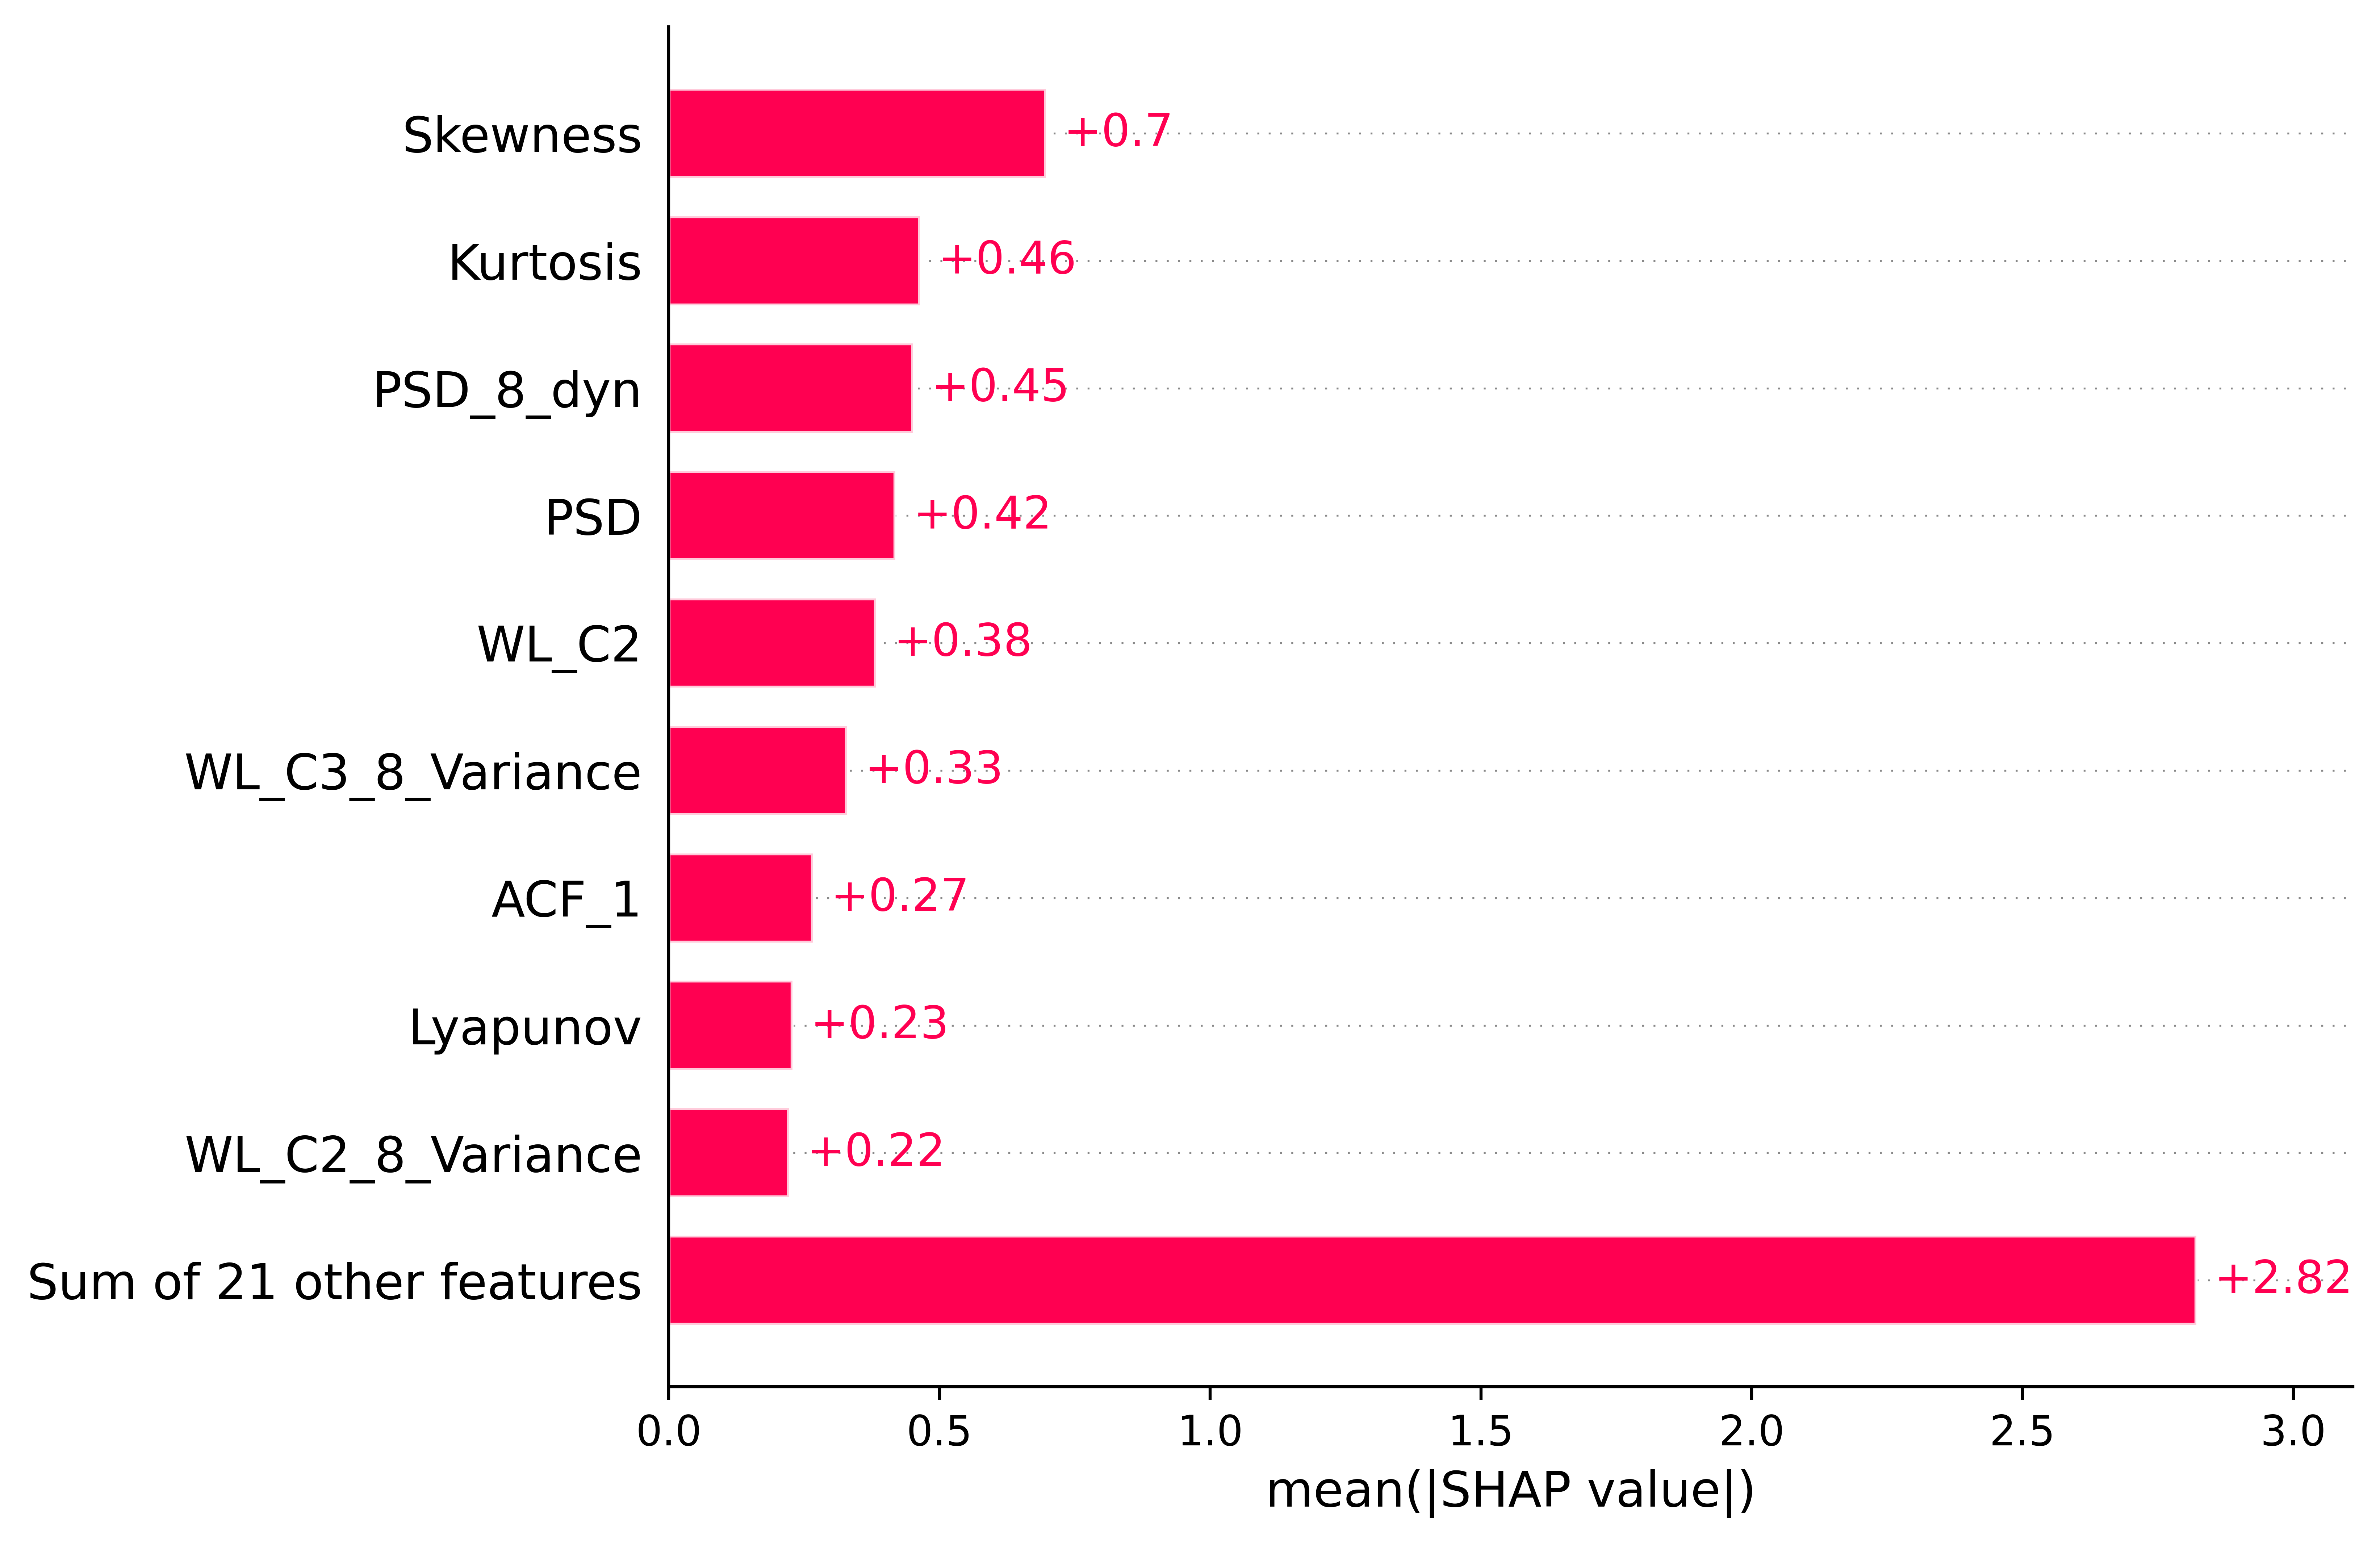 Skewness +0.7
Kurtosis +0.46
PSD_8_dyn +0.45
PSD +0.42
WL_C2 +0.38
WL_C3_8_Variance +0.33
ACF_1 +0.27
Lyapunov +0.23
WL_C2_8_Variance +0.22
Sum of 21 other features +2.82
0.0 0.5 1.0 1.5 2.0 2.5 3.0
mean(|SHAP value|)